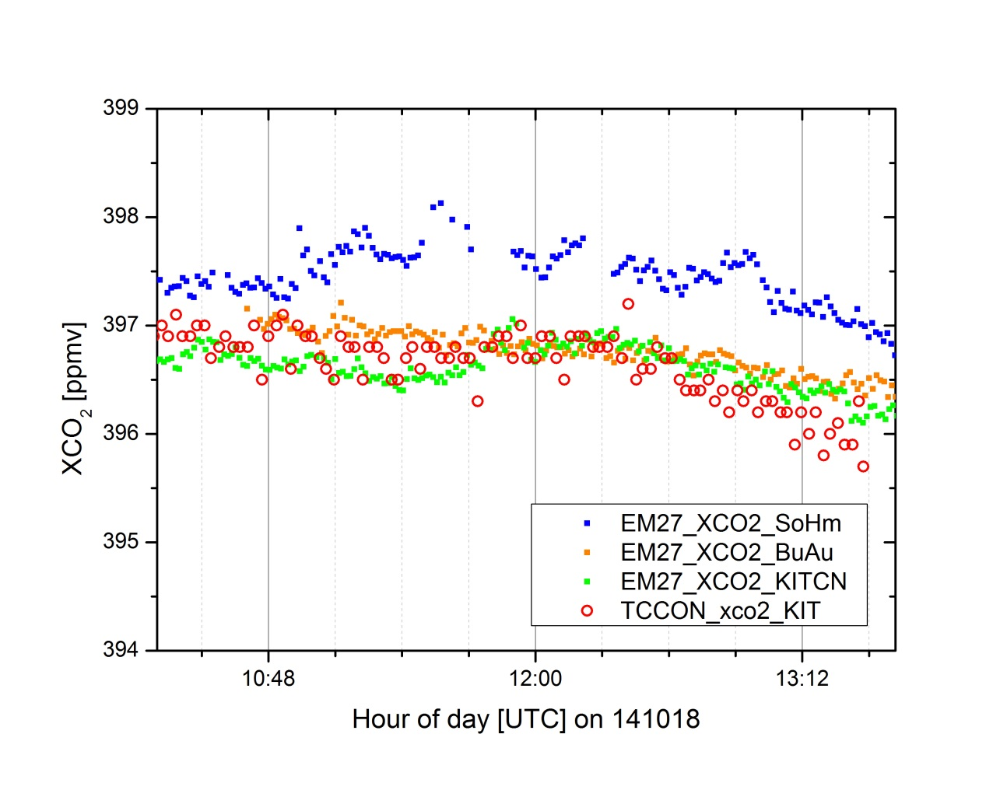 399
398
397
396
395
394
XCO2 [ppmv]
EM27_XCO2_SoHm
EM27_XCO2_BuAu
EM27_XCO2_KITCN
TCCON_xco2_KIT
10:48 12:00 13:12
Hour of day [UTC] on 141018